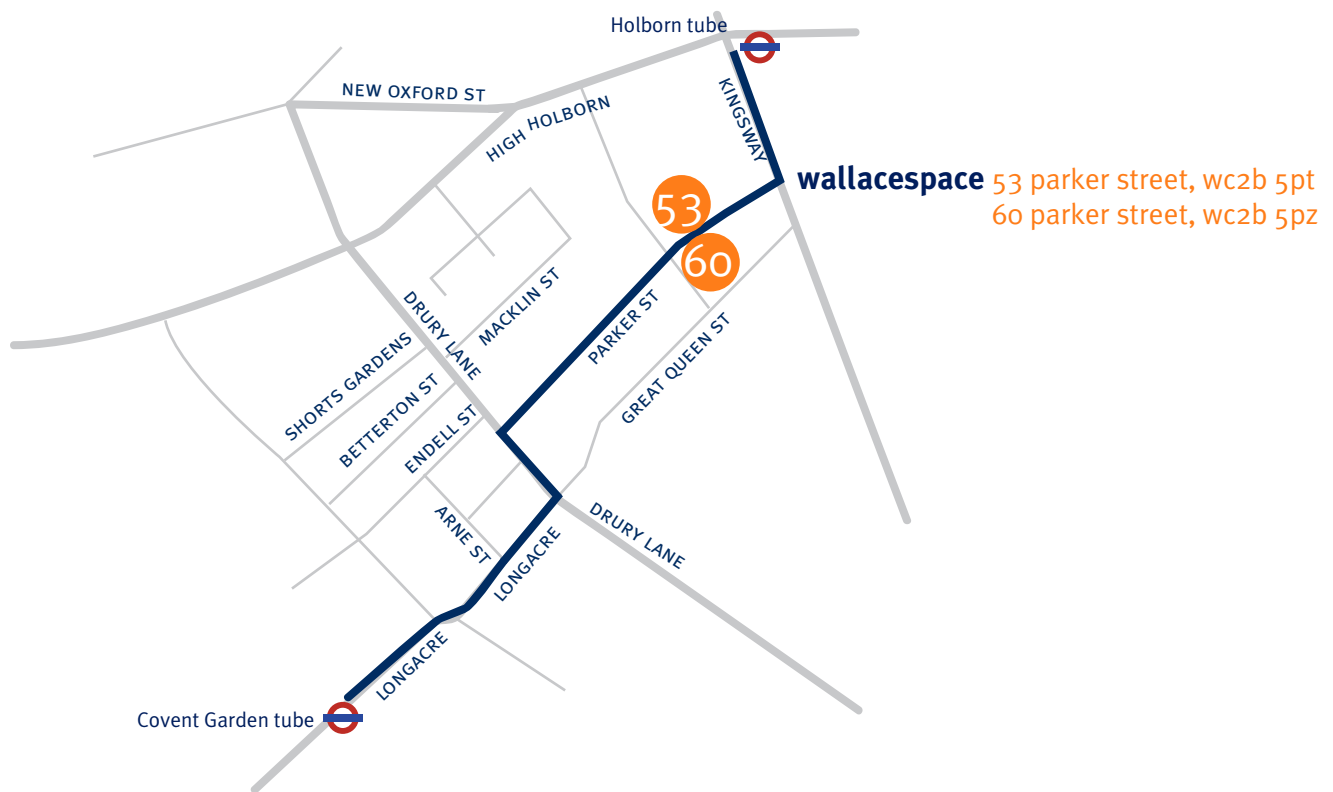 Holborn tube
NEW OXFORD ST
HIGH HOLBORN
KINGSWAY
wallacespace 53 parker street, wc2b 5pt
60 parker street, wc2b 5pz
53
60
DRURY LANE
MACKLIN ST
PARKER ST
GREAT QUEEN ST
SHORTS GARDENS
BETTERTON ST
ENDELL ST
ARNE ST
LONGACRE
DRURY LANE
LONGACRE
Covent Garden tube